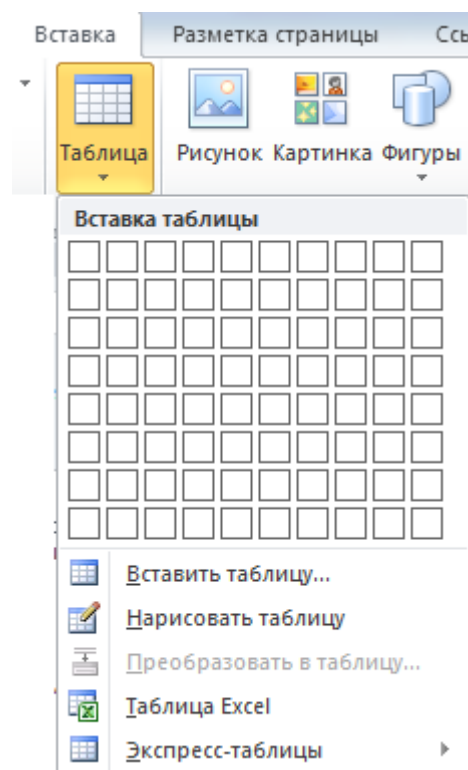 Вставка Разметка страницы Ссы
Таблица Рисунок Картинка Фигуры
Вставка таблицы
Вставить таблицу...
Нарисовать таблицу
Преобразовать в таблицу...
Таблица Excel
Экспресс-таблицы